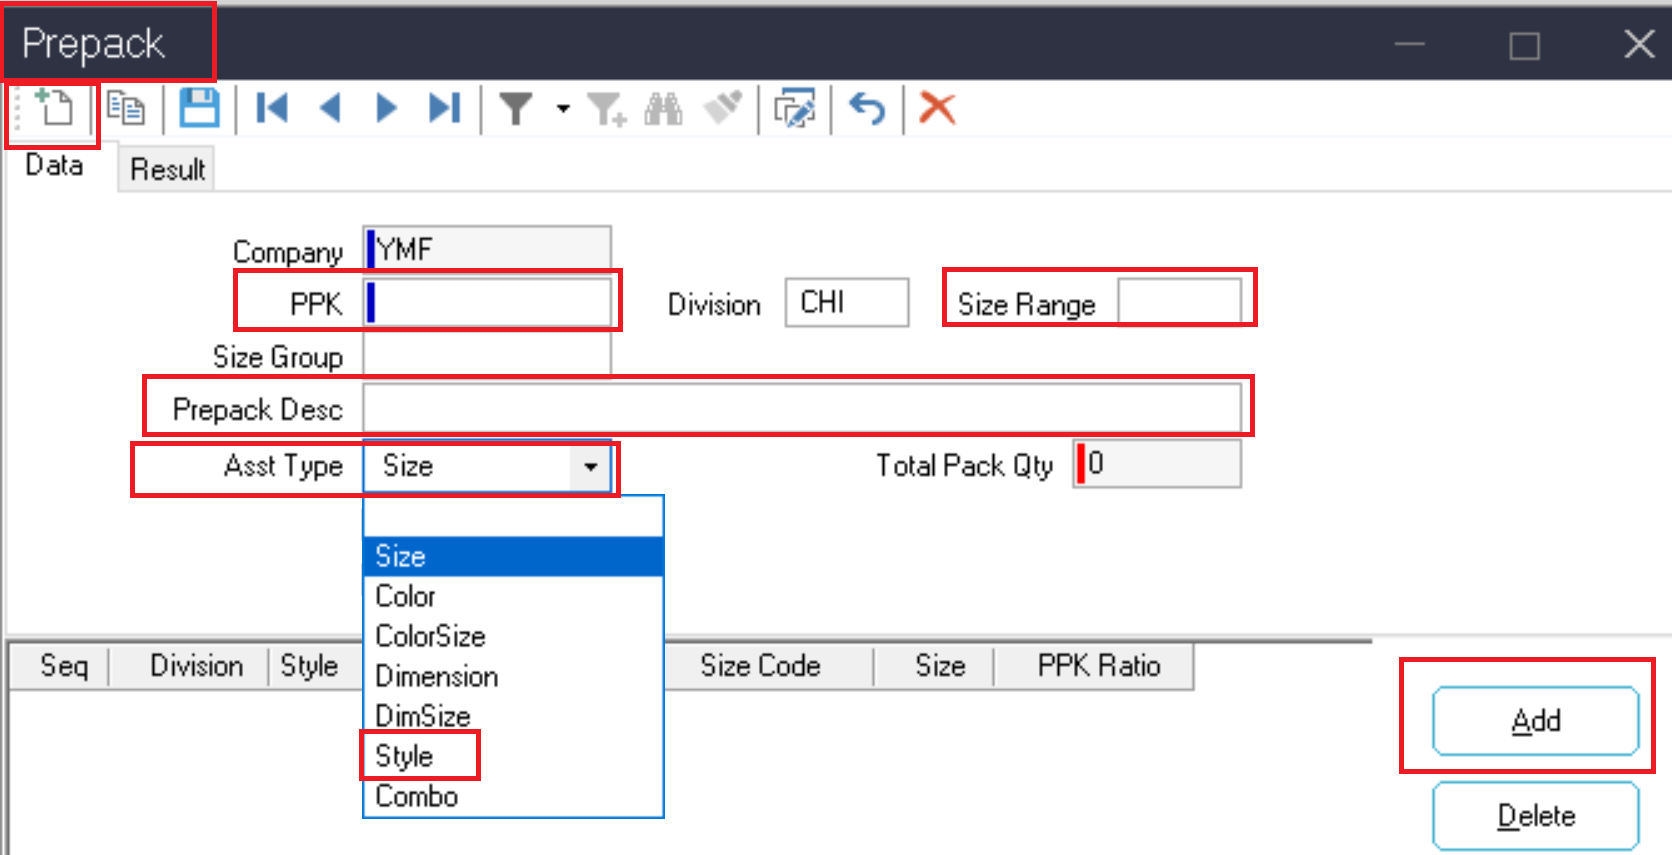 Prepack
Data Result
Company YMF
PPK Division CHI Size Range
Size Group
Prepack Desc
Asst Type Size Total Pack Qty 0
Size
Color
ColorSize
Dimension
DimSize
Style
Combo
Seq Division Style Size Code Size PPK Ratio
Add
Delete